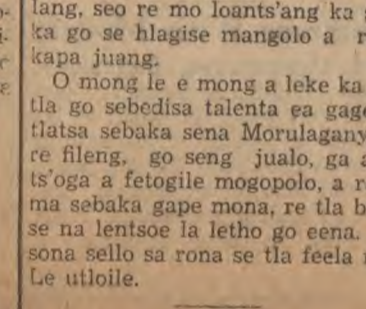 lang, seo re mo loants'ang ka
ka go se hlagise mangolo a
kapa juang.
O mong le e mong a leke ka
tla go sebedisa talenta ea gag
tlatsa sebaka sena Morulagany
re fileng, go seng jualo, ga a
ts'oga a fetogile mogopolo, a r
ma sebaka gape mona, re tla b
se na lentsoe la letho go eena.
sona sello sa rona se tla feela
Le utloile.